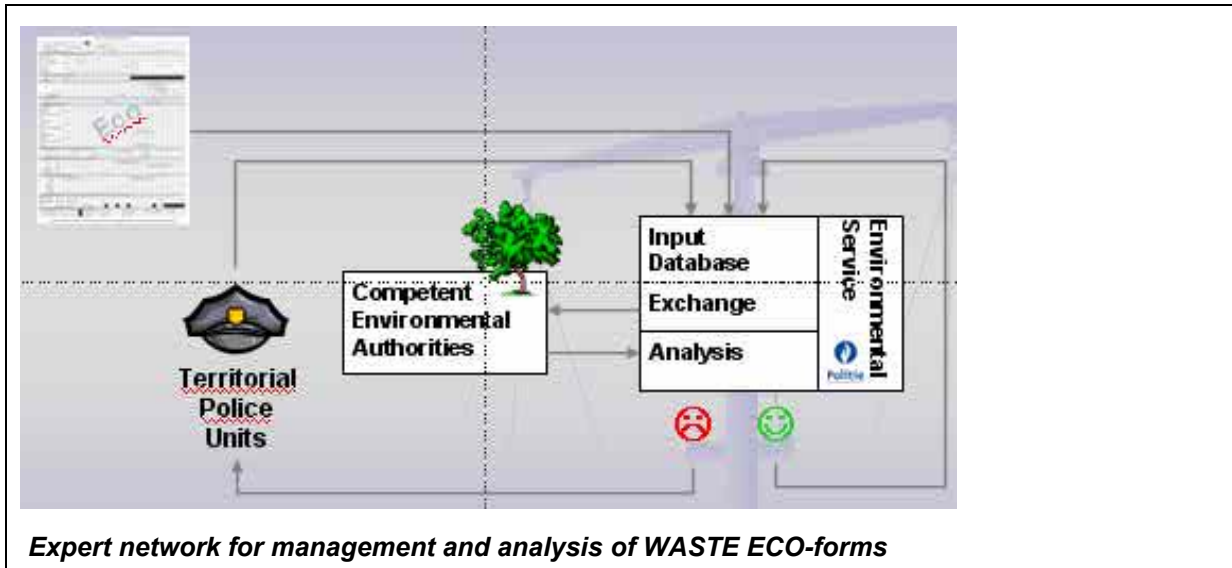 Eco
Input
Database
Exchange
Analysis
Environmental
Service
Politie
Competent
Environmental
Authorities
Territorial
Police
Units
Expert network for management and analysis of WASTE ECO-forms